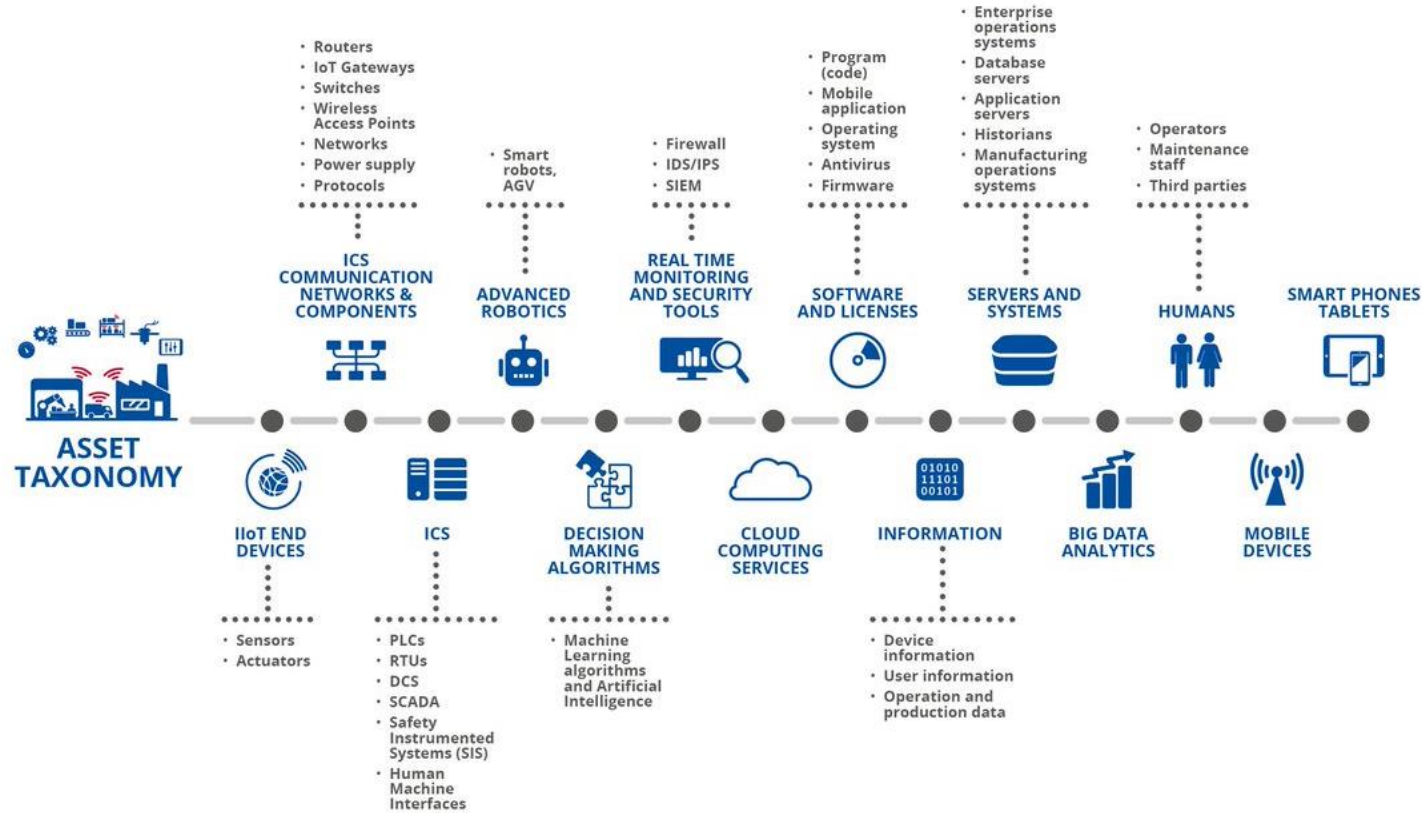 ASSET
TAXONOMY
• Routers
• IoT Gateways
• Switches
• Wireless
Access Points
• Networks
• Power supply
• Protocols
ICS
COMMUNICATION
NETWORKS &
COMPONENTS
• Smart
robots,
AGV
ADVANCED
ROBOTICS
• Firewall
• IDS/IPS
• SIEM
REAL TIME
MONITORING
AND SECURITY
TOOLS
• Program
(code)
• Mobile
application
• Operating
system
• Antivirus
• Firmware
SOFTWARE
AND LICENSES
• Enterprise
operations
systems
• Database
servers
• Application
servers
• Historians
• Manufacturing
operations
systems
SERVERS AND
SYSTEMS
• Operators
• Maintenance
staff
• Third parties
HUMANS
SMART PHONES
TABLETS
IIoT END
DEVICES
• Sensors
• Actuators
ICS
• PLCs
• RTUs
• DCS
• SCADA
• Safety
Instrumented
Systems (SIS)
• Human
Machine
Interfaces
DECISION
MAKING
ALGORITHMS
• Machine
Learning
algorithms
and Artificial
Intelligence
CLOUD
COMPUTING
SERVICES
01010
11101
00101
INFORMATION
• Device
information
• User information
• Operation and
production data
BIG DATA
ANALYTICS
MOBILE
DEVICES